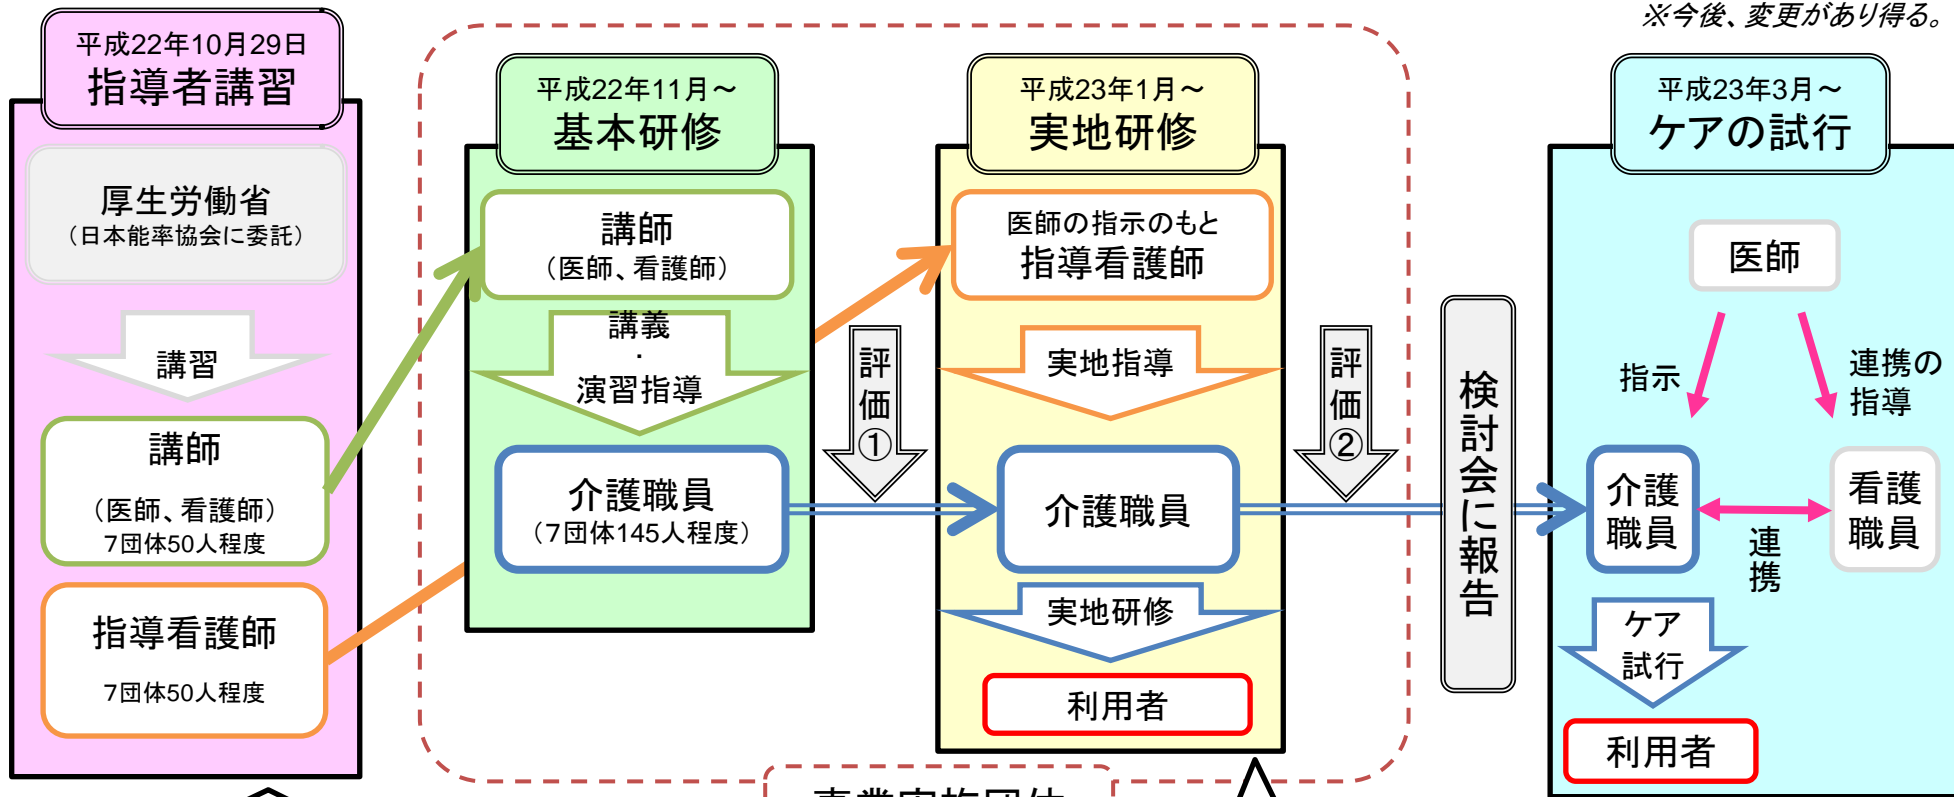 ※今後、変更があり得る。
平成22年10月29日
指導者講習
厚生労働省
（日本能率協会に委託）
講習
講師
（医師、看護師）
7団体50人程度
指導看護師
7団体50人程度
平成22年11月～
基本研修
講師
（医師、看護師）
講義
・
演習指導
介護職員
（7団体145人程度）
評価①
平成23年1月～
実地研修
医師の指示のもと
指導看護師
実地指導
介護職員
実地研修
利用者
評価②
事業実施団体
検討会に報告
平成23年3月～
ケアの試行
医師
指示
連携の
指導
介護
職員
看護
職員
連携
ケア
試行
利用者